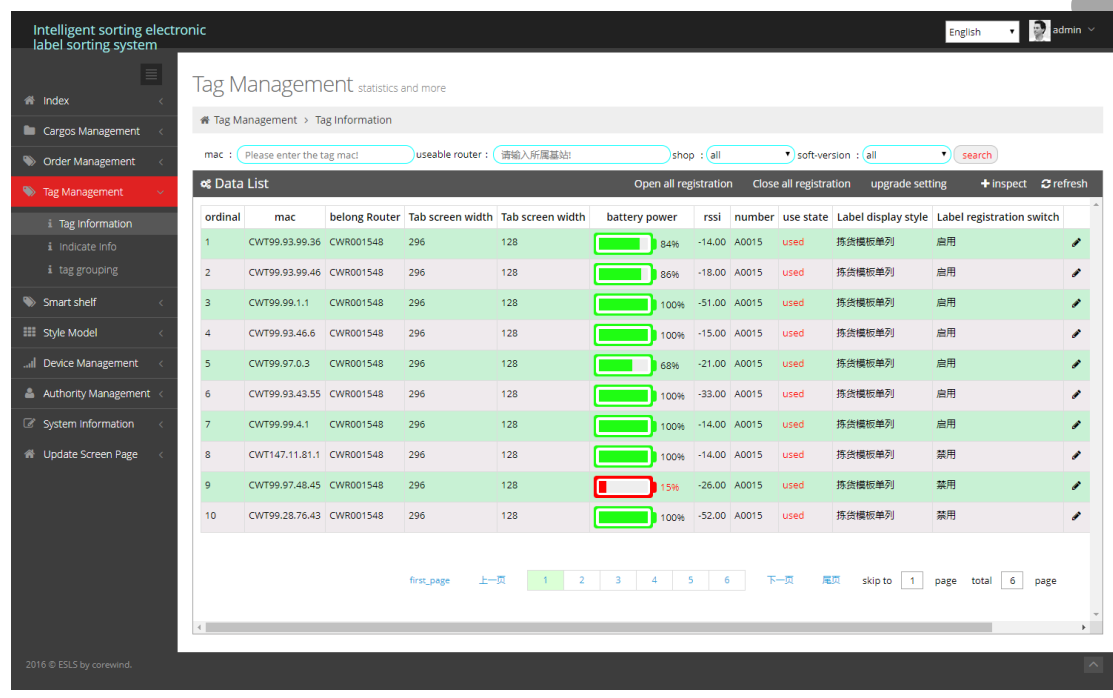 Intelligent sorting electronic
label sorting system
English
admin
Index
Cargos Management
Order Management
Tag Management
Tag Information
Indicate Info
tag grouping
Smart shelf
Style Model
Device Management
Authority Management
System Information
Update Screen Page
Tag Management statistics and more
Tag Management > Tag Information
mac : Please enter the tag mac! useable router : 请输入所属基站! shop : all soft-version : all search
Data List Open all registration Close all registration upgrade setting inspect refresh
ordinal mac belong Router Tab screen width Tab screen width battery power rssi number use state Label display style Label registration switch
1 CWT99.93.99.36 CWR001548 296 128 84% -14.00 A0015 used 拣货模板单列 启用
2 CWT99.93.99.46 CWR001548 296 128 86% -18.00 A0015 used 拣货模板单列 启用
3 CWT99.99.1.1 CWR001548 296 128 100% -51.00 A0015 used 拣货模板单列 启用
4 CWT99.93.46.6 CWR001548 296 128 100% -15.00 A0015 used 拣货模板单列 启用
5 CWT99.97.0.3 CWR001548 296 128 68% -21.00 A0015 used 拣货模板单列 启用
6 CWT99.93.43.55 CWR001548 296 128 100% -33.00 A0015 used 拣货模板单列 启用
7 CWT99.99.4.1 CWR001548 296 128 100% -14.00 A0015 used 拣货模板单列 启用
8 CWT147.11.81.1 CWR001548 296 128 100% -14.00 A0015 used 拣货模板单列 禁用
9 CWT99.97.48.45 CWR001548 296 128 15% -26.00 A0015 used 拣货模板单列 禁用
10 CWT99.28.76.43 CWR001548 296 128 100% -52.00 A0015 used 拣货模板单列 禁用
first_page 上一页 1 2 3 4 5 6 下一页 尾页 skip to 1 page total 6 page
2016 © ESLS by corewind.